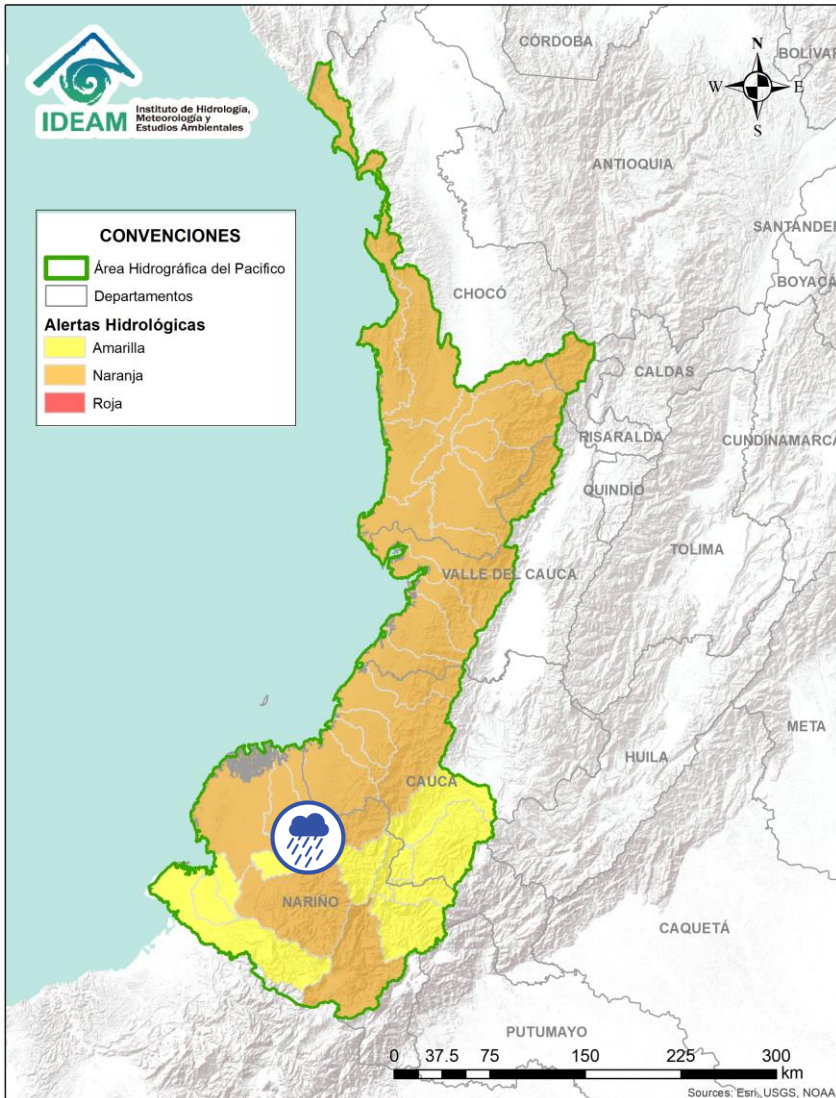 IDEAM
Instituto de Hidrología,
Meteorología y
Estudios Ambientales
CÓRDOBA
BOLÍVAR
N
W E
S
ANTIOQUIA
SANTANDER
BOYACÁ
CONVENCIONES
Área Hidrográfica del Pacifico
Departamentos
Alertas Hidrológicas
Amarilla
Naranja
Roja
CHOCÓ
CALDAS
RISARALDA
CUNDINAMARCA
QUINDÍO
TOLIMA
VALLE DEL CAUCA
META
HUILA
CAUCA
NARIÑO
CAQUETÁ
PUTUMAYO
0 37.5 75 150 225 300
km
Sources: Esri, USGS, NOAA